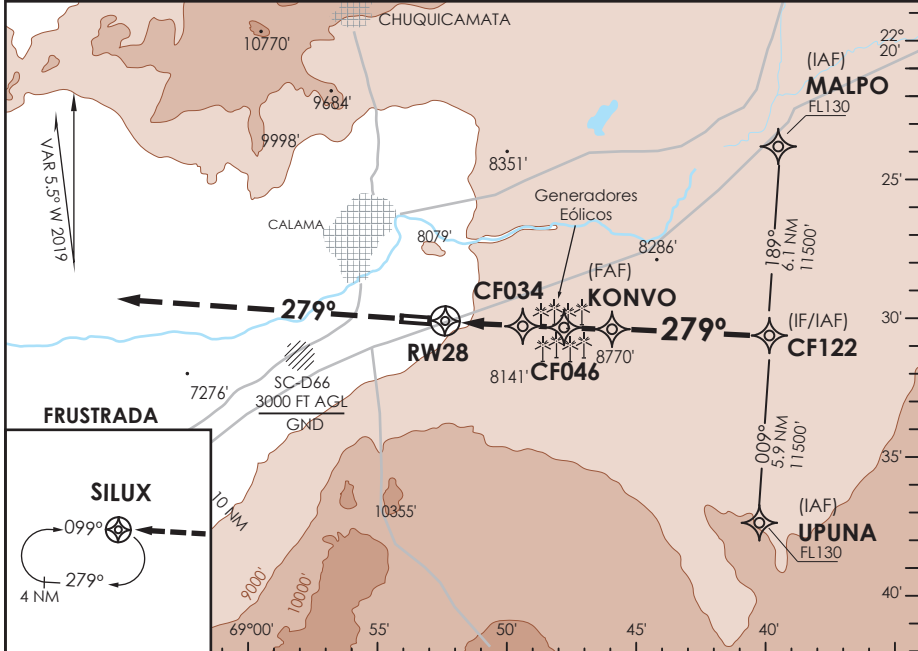 CHUQUICAMATA
10770'
22°
20'
(IAF)
MALPO
FL130
9684'
9998'
VAR 5.5° W 2019
8351'
25'
Generadores
Eólicos
CALAMA
8079'
8286'
189°
6.1 NM
11500'
(FAF)
KONVO
CF034
279°
279°
30'
(IF/IAF)
CF122
RW28
8770'
8141'
CF046
SC-D66
3000 FT AGL
GND
7276'
FRUSTRADA
009°
5.9 NM
11500'
35'
SILUX
099°
279°
4 NM
10 NM
10355'
(IAF)
UPUNA
FL130
9000'
10000'
40'
69°00'
55'
50'
45'
40'